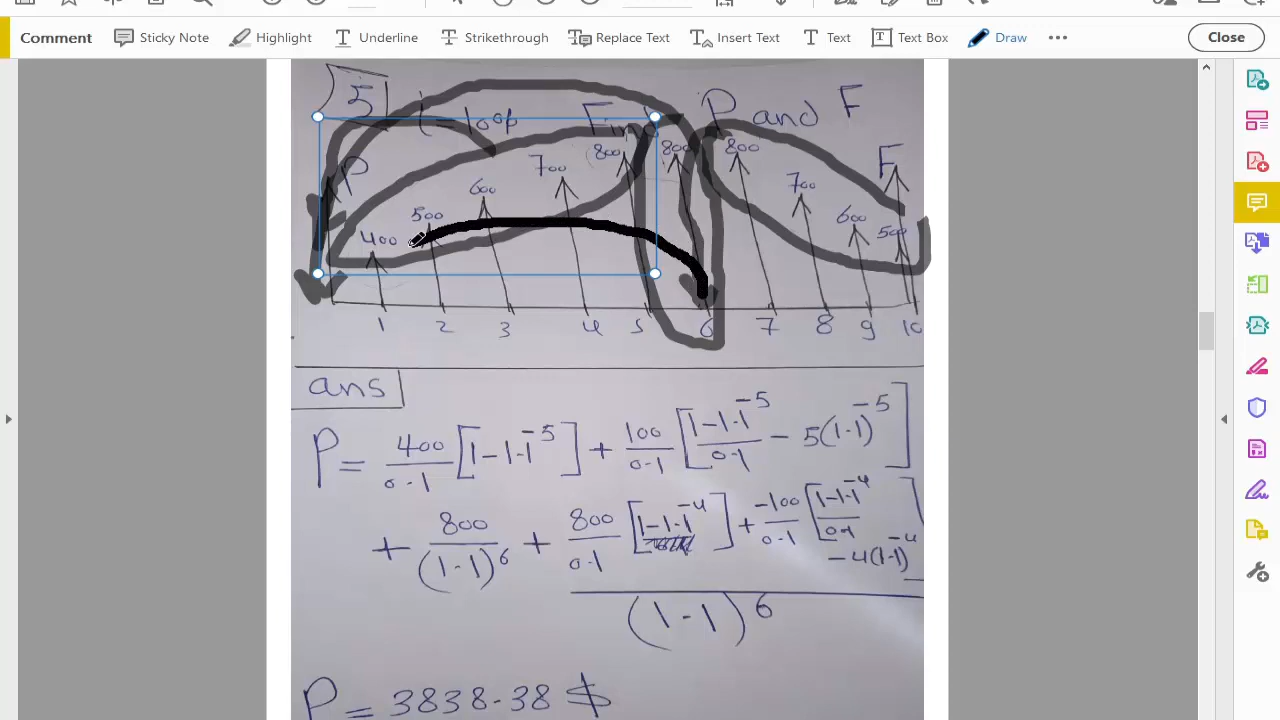 Comment Sticky Note Highlight Underline Strikethrough Replace Text Insert Text Text Text Box Draw Close
5 i=loop Find P and F
P 400 500 600 700 800 800 800 700 600 500 F
1 2 3 4 5 6 7 8 9 10
ans
P = 400/0.1 [1-1.1^-5] + 100/0.1 [1-1.1^-5/0.1 - 5(1.1)^-5]
+ 800/(1.1)^6 + 800/0.1 [1-1.1^-4] + -100/0.1 [1-1.1^-4/0.1 -4(1.1)^-4
(1.1)^6
P = 3838.38 $